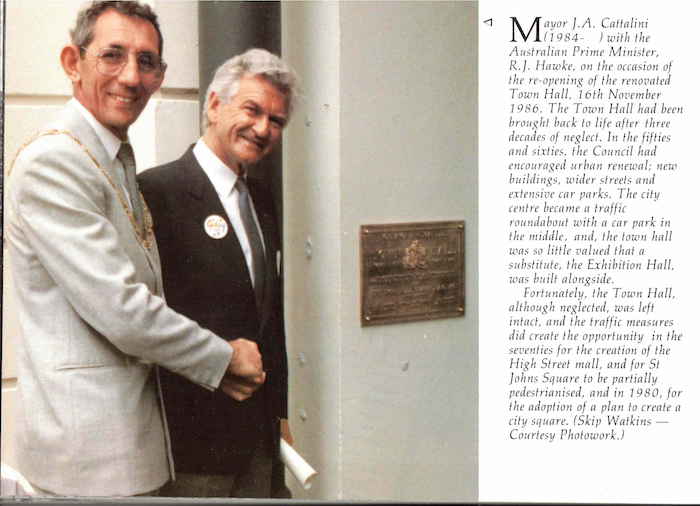 Mayor J.A. Cattalini
(1984-   ) with the
Australian Prime Minister,
R.J. Hawke, on the occasion of
the re-opening of the renovated
Town Hall, 16th November
1986. The Town Hall had been
brought back to life after three
decades of neglect. In the fifties
and sixties, the Council had
encouraged urban renewal; new
buildings, wider streets and
extensive car parks. The city
centre became a traffic
roundabout with a car park in
the middle, and, the town hall
was so little valued that a
substitute, the Exhibition Hall,
was built alongside.
Fortunately, the Town Hall,
although neglected, was left
intact, and the traffic measures
did create the opportunity in the
seventies for the creation of the
High Street mall, and for St
Johns Square to be partially
pedestrianised, and in 1980, for
the adoption of a plan to create a
city square. (Skip Watkins —
Courtesy Photowork.)